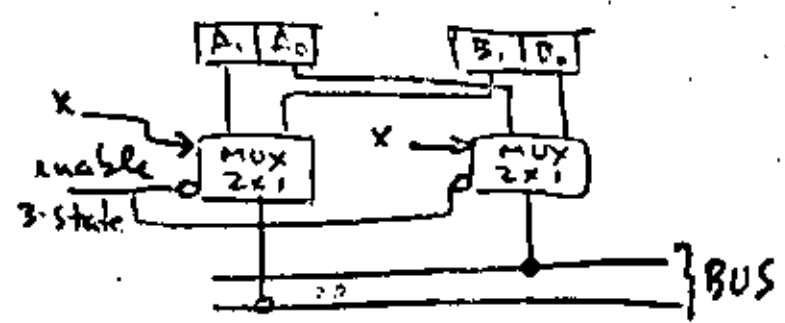 A₁ A₀
B₁ B₀
X
X
MUX
2x1
MUX
2x1
enable
3-state
BUS